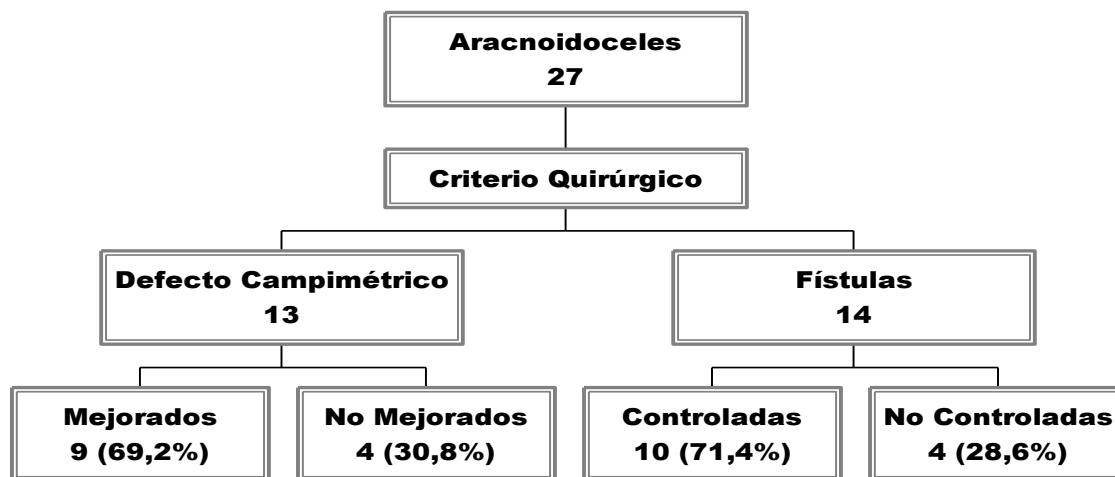 Aracnoidoceles
27
Criterio Quirúrgico
Defecto Campimétrico
13
Fístulas
14
Mejorados
9 (69,2%)
No Mejorados
4 (30,8%)
Controladas
10 (71,4%)
No Controladas
4 (28,6%)